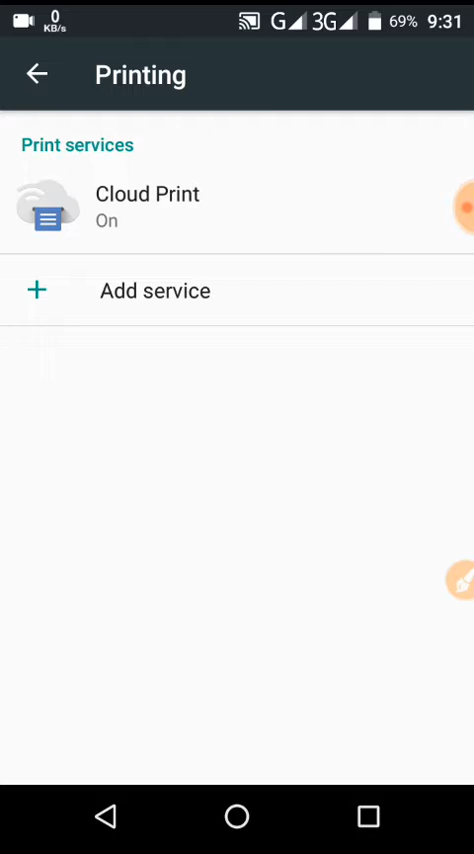 0
KB/s
G 3G 69% 9:31
Printing
Print services
Cloud Print
On
Add service